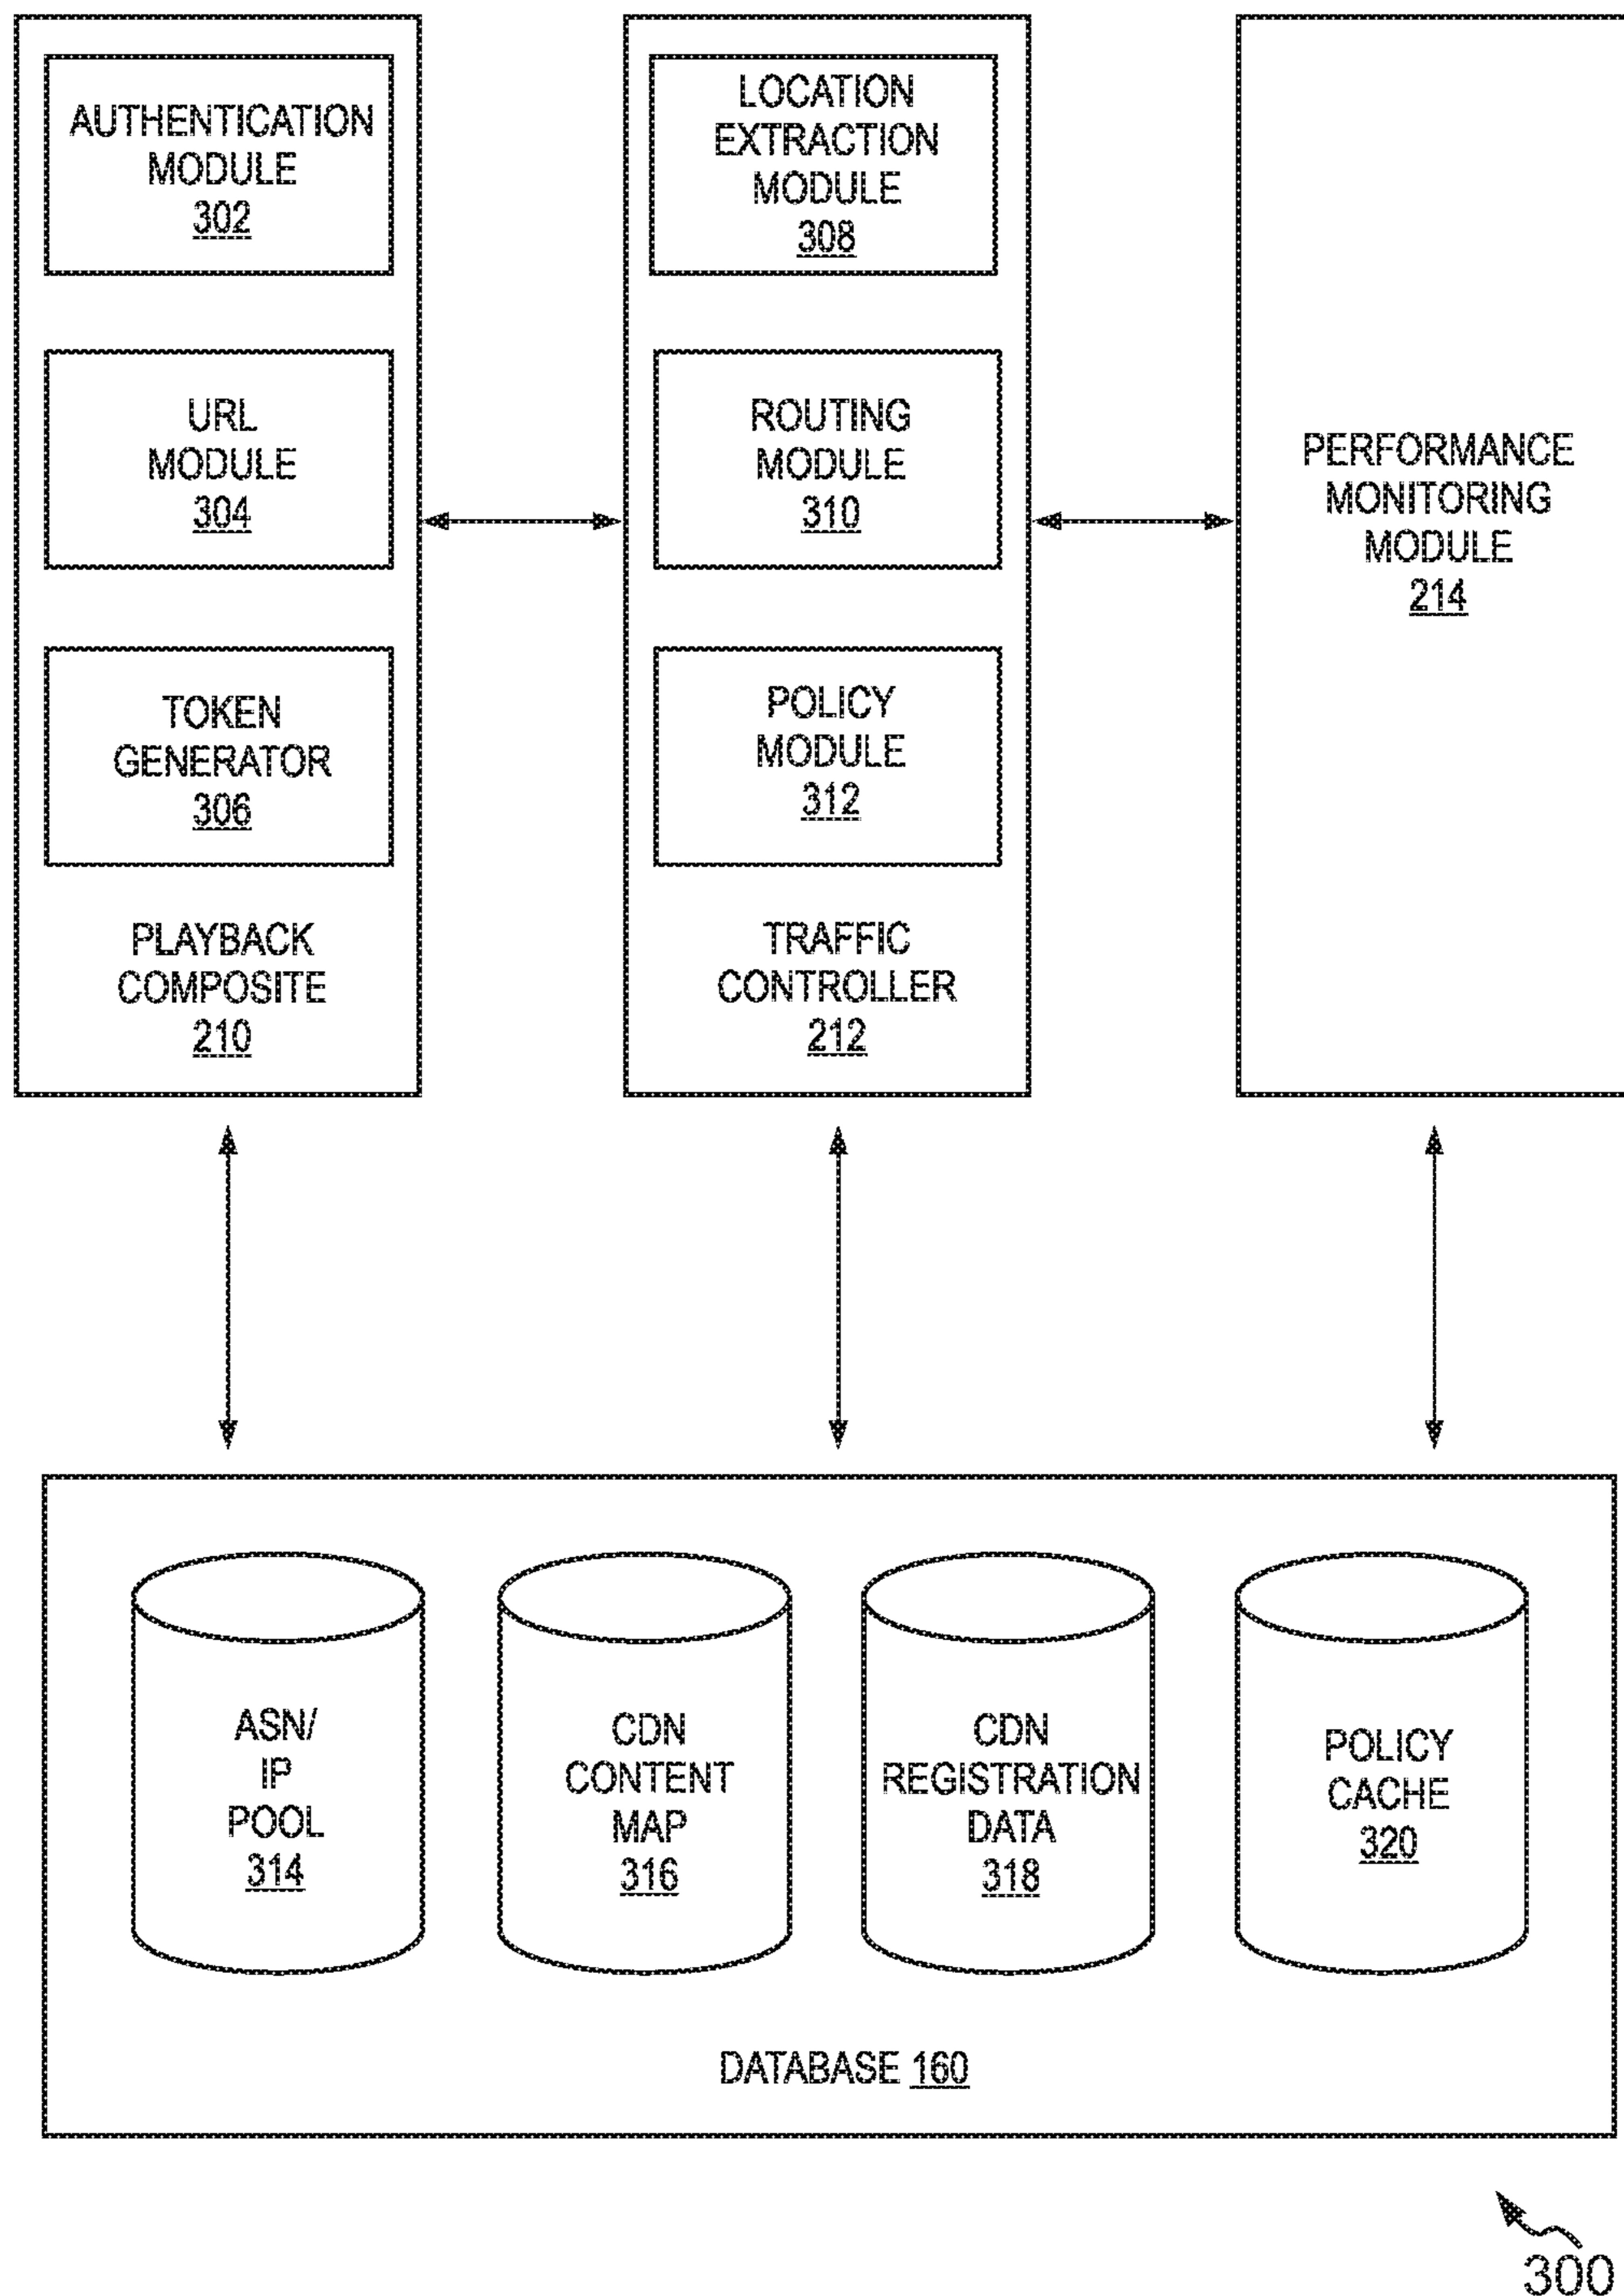 AUTHENTICATION
MODULE
302
URL
MODULE
304
TOKEN
GENERATOR
306
PLAYBACK
COMPOSITE
210
LOCATION
EXTRACTION
MODULE
308
ROUTING
MODULE
310
POLICY
MODULE
312
TRAFFIC
CONTROLLER
212
PERFORMANCE
MONITORING
MODULE
214
ASN/
IP
POOL
314
CDN
CONTENT
MAP
316
CDN
REGISTRATION
DATA
318
POLICY
CACHE
320
DATABASE 160
300